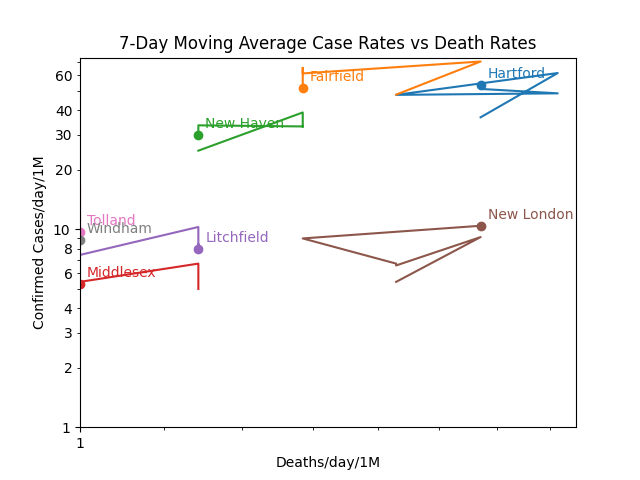 7-Day Moving Average Case Rates vs Death Rates
Confirmed Cases/day/1M
60
40
30
20
10
8
6
4
3
2
1
Fairfield
Hartford
New Haven
Tolland
Windham
Litchfield
New London
Middlesex
1
Deaths/day/1M